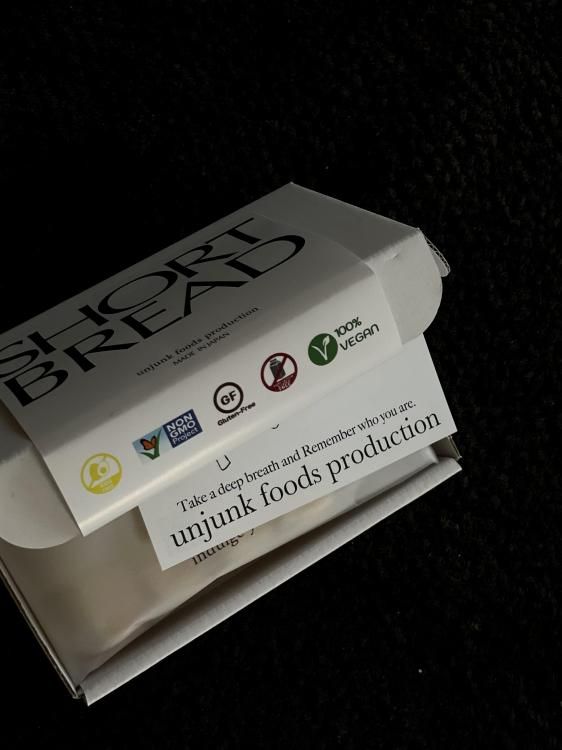 SHORT
BREAD
unjunk foods production
MADE IN JAPAN
NON
GMO
Project
GF
Gluten-Free
100%
VEGAN
Take a deep breath and Remember who you are.
unjunk foods production
indulge